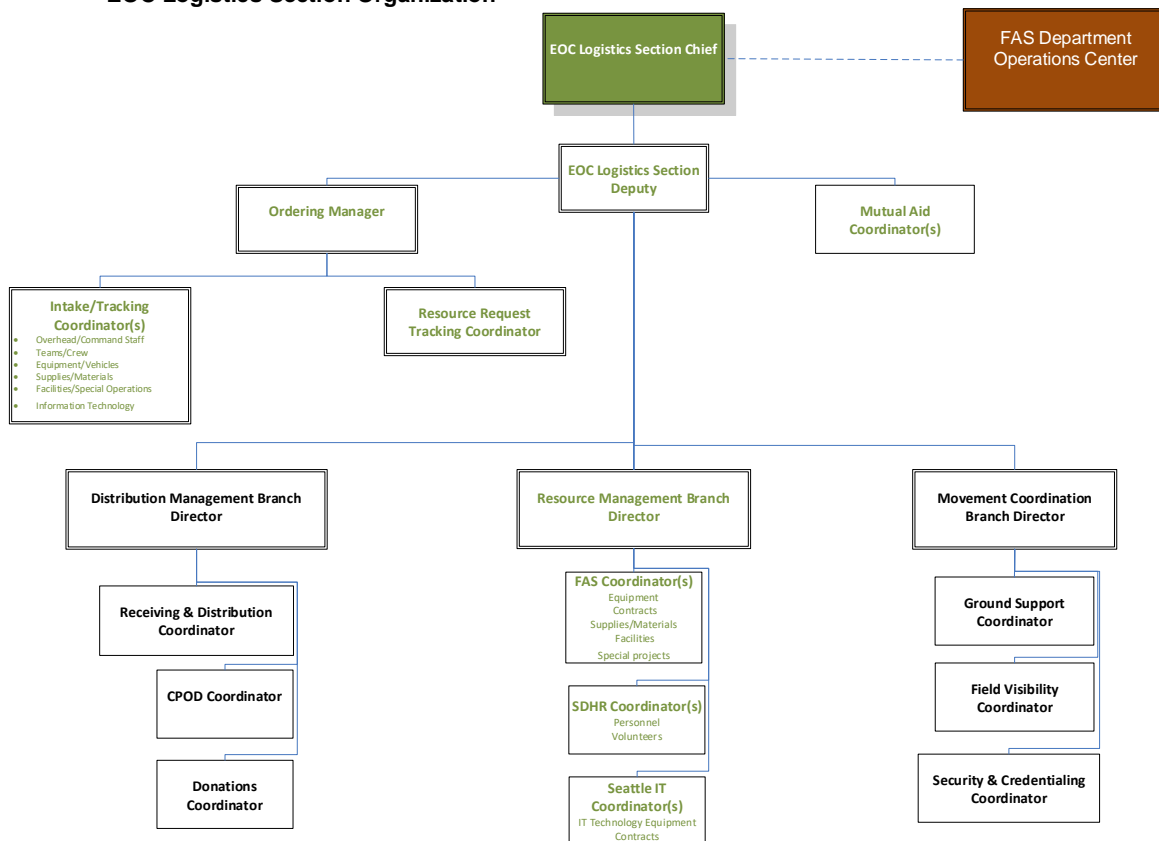 EOC Logistics Section Organization
EOC Logistics Section Chief
FAS Department
Operations Center
EOC Logistics Section
Deputy
Ordering Manager
Mutual Aid
Coordinator(s)
Intake/Tracking
Coordinator(s)
• Overhead/Command Staff
• Teams/Crew
• Equipment/Vehicles
• Supplies/Materials
• Facilities/Special Operations
• Information Technology
Resource Request
Tracking Coordinator
Distribution Management Branch
Director
Resource Management Branch
Director
Movement Coordination
Branch Director
Receiving & Distribution
Coordinator
CPOD Coordinator
Donations
Coordinator
FAS Coordinator(s)
Equipment
Contracts
Supplies/Materials
Facilities
Special projects
SDHR Coordinator(s)
Personnel
Volunteers
Seattle IT
Coordinator(s)
IT Technology Equipment
Contracts
Ground Support
Coordinator
Field Visibility
Coordinator
Security & Credentialing
Coordinator